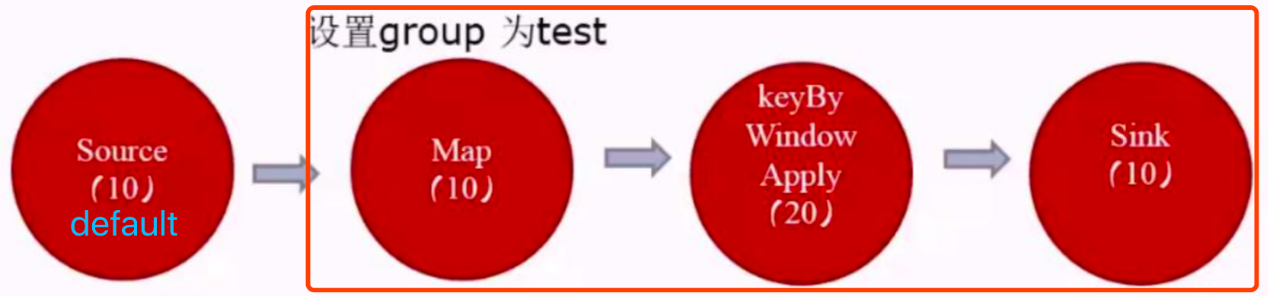 设置group 为test
Source
(10)
default
Map
(10)
keyBy
Window
Apply
(20)
Sink
(10)